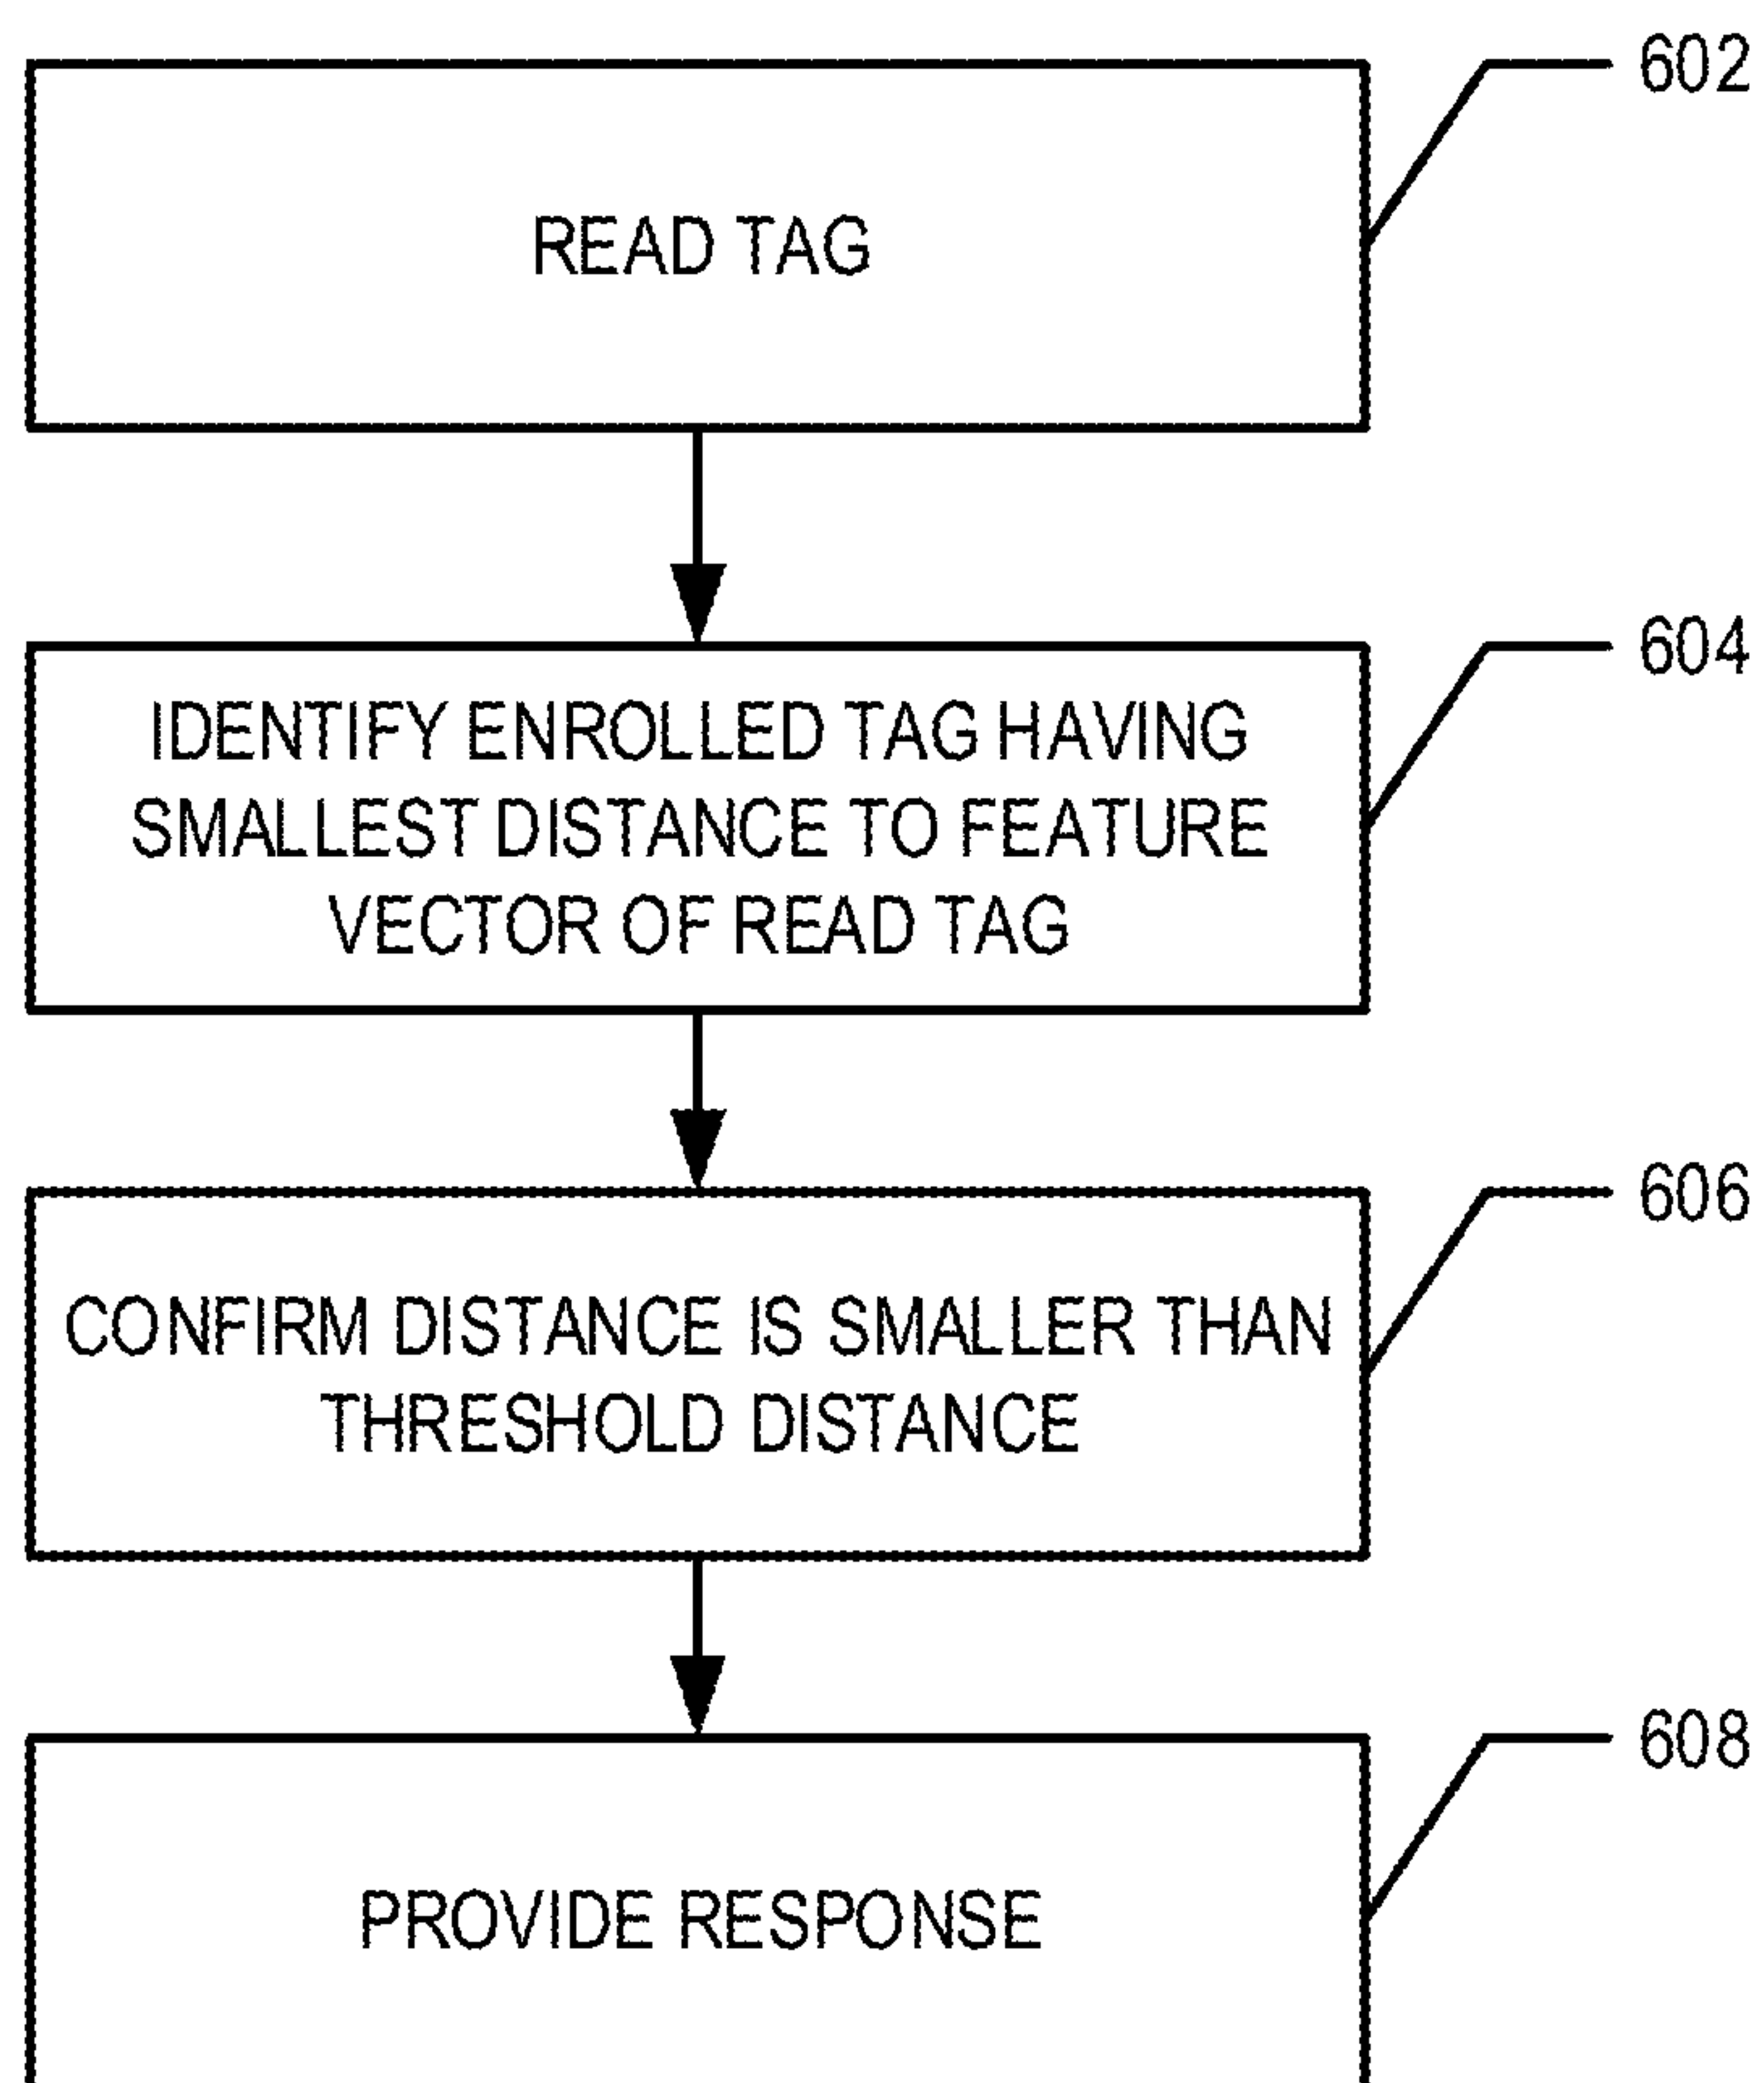 602
READ TAG
604
IDENTIFY ENROLLED TAG HAVING
SMALLEST DISTANCE TO FEATURE
VECTOR OF READ TAG
606
CONFIRM DISTANCE IS SMALLER THAN
THRESHOLD DISTANCE
608
PROVIDE RESPONSE